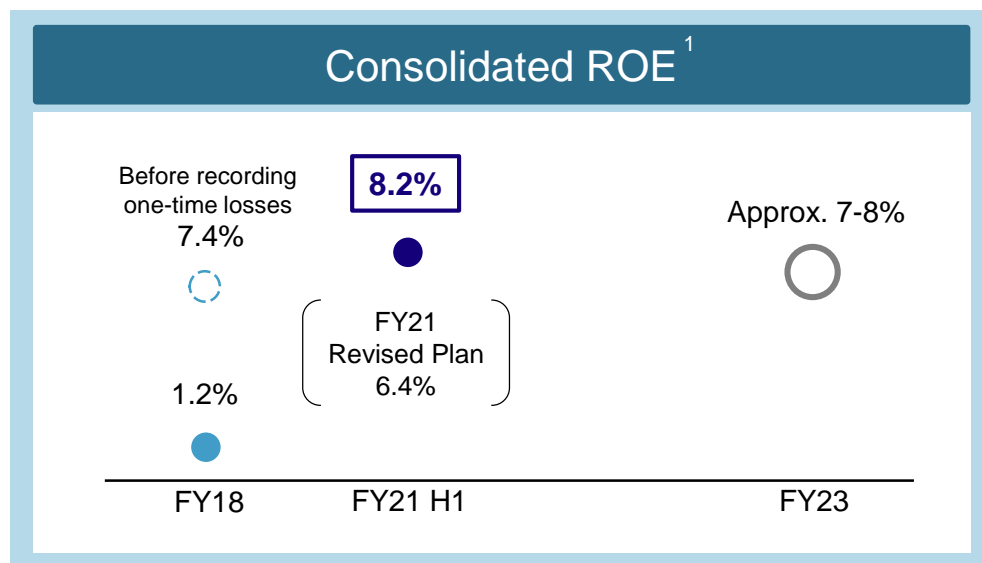 Consolidated ROE 1
Before recording
one-time losses
7.4%
8.2%
Approx. 7-8%
FY21
Revised Plan
6.4%
1.2%
FY18
FY21 H1
FY23